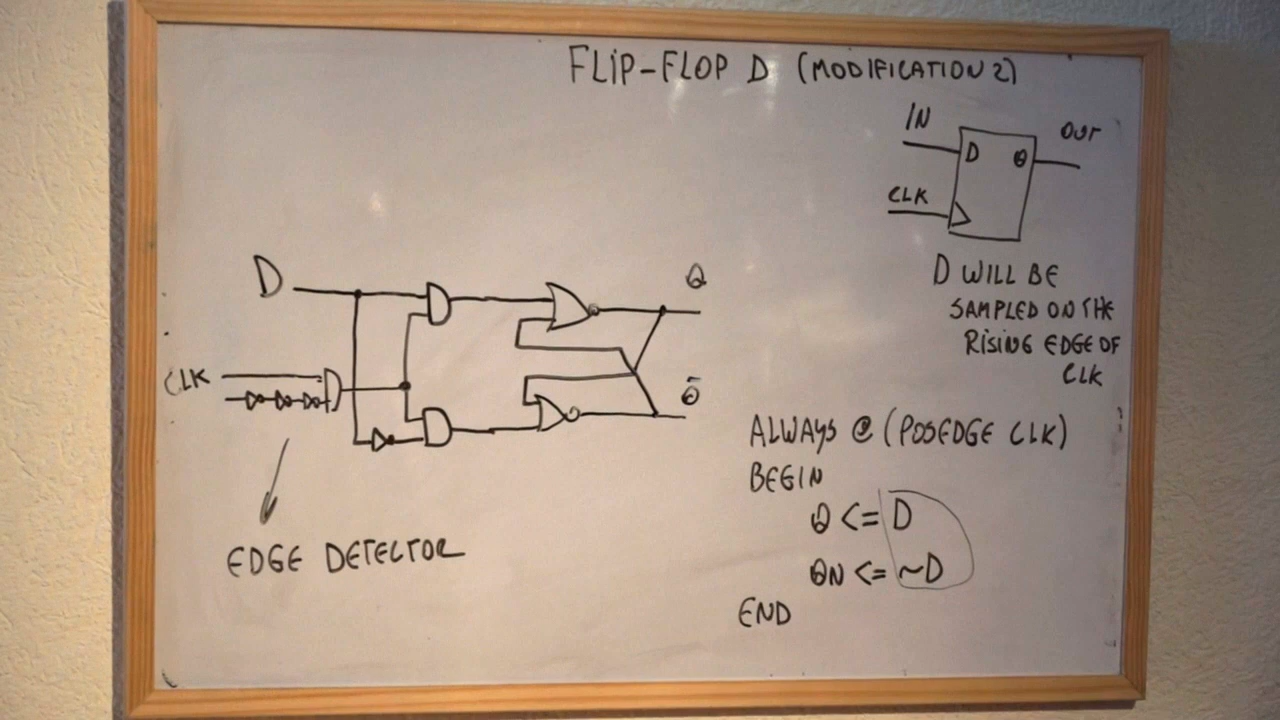 FLIP-FLOP D (MODIFICATION 2)
IN
OUT
D Q
CLK
D WILL BE
SAMPLED ON THE
RISING EDGE OF
CLK
D
Q
CLK
Q̅
EDGE DETECTOR
ALWAYS @ (POSEDGE CLK)
BEGIN
Q <= D
QN <= ~D
END